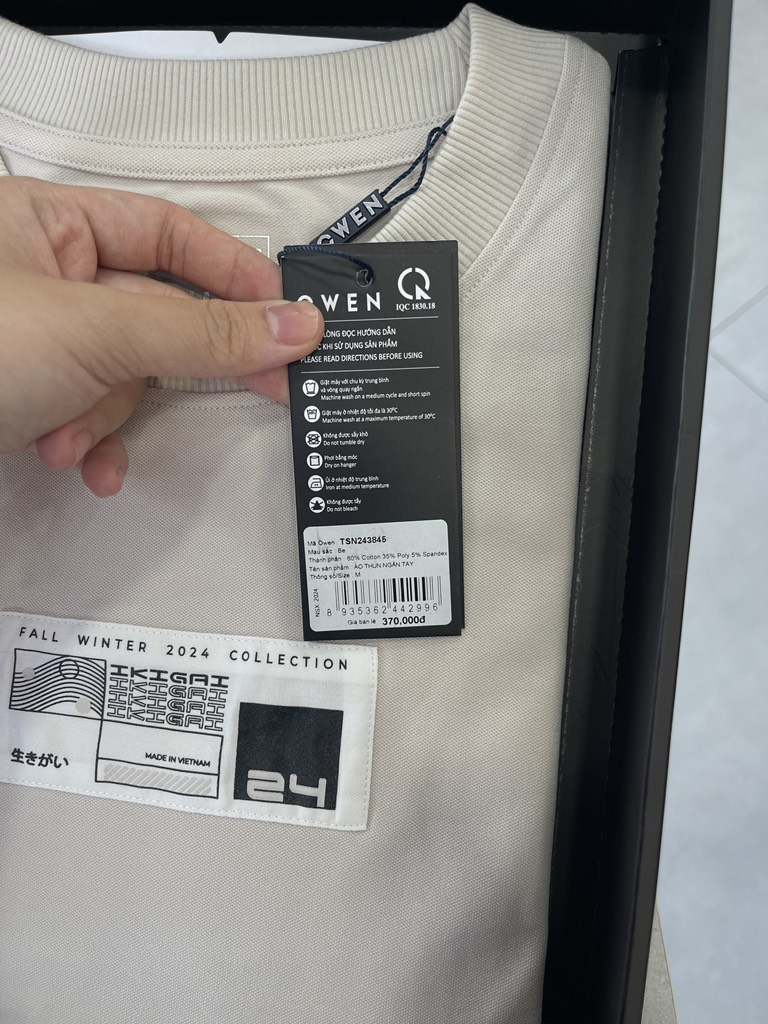 OWEN
OWEN
IQC 1830.18
LÒNG ĐỌC HƯỚNG DẪN
KHI SỬ DỤNG SẢN PHẨM
PLEASE READ DIRECTIONS BEFORE USING
Giặt máy với chu kỳ trung bình
và vòng quay ngắn
Machine wash on a medium cycle and short spin
Giặt máy ở nhiệt độ tối đa là 30⁰C
Machine wash at a maximum temperature of 30⁰C
Không được sấy khô
Do not tumble dry
Phơi bằng móc
Dry on hanger
Ủi ở nhiệt độ trung bình
Iron at medium temperature
Không được tẩy
Do not bleach
Mã Owen: TSN243845
Màu sắc: Be
Thành phần: 60% Cotton 35% Poly 5% Spandex
Tên sản phẩm: ÁO THUN NGẮN TAY
Thông số/Size: M
NSX: 2024
8 935362 442996
Giá bán lẻ: 370,000đ
FALL WINTER 2024 COLLECTION
IKIGAI
IKIGAI
IKIGAI
IKIGAI
生きがい
MADE IN VIETNAM
24